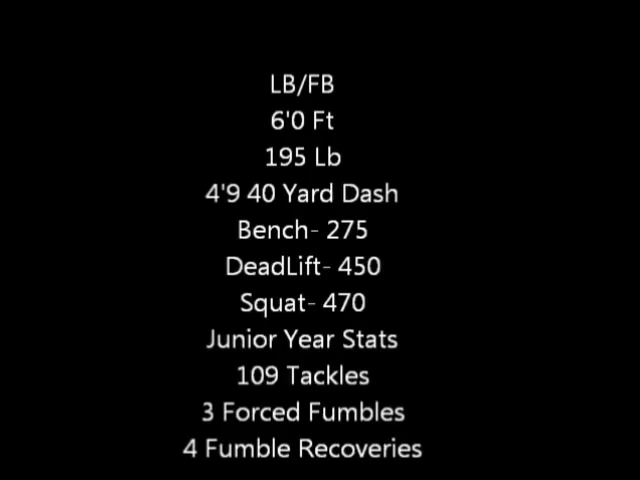 LB/FB
6'0 Ft
195 Lb
4'9 40 Yard Dash
Bench- 275
DeadLift- 450
Squat- 470
Junior Year Stats
109 Tackles
3 Forced Fumbles
4 Fumble Recoveries